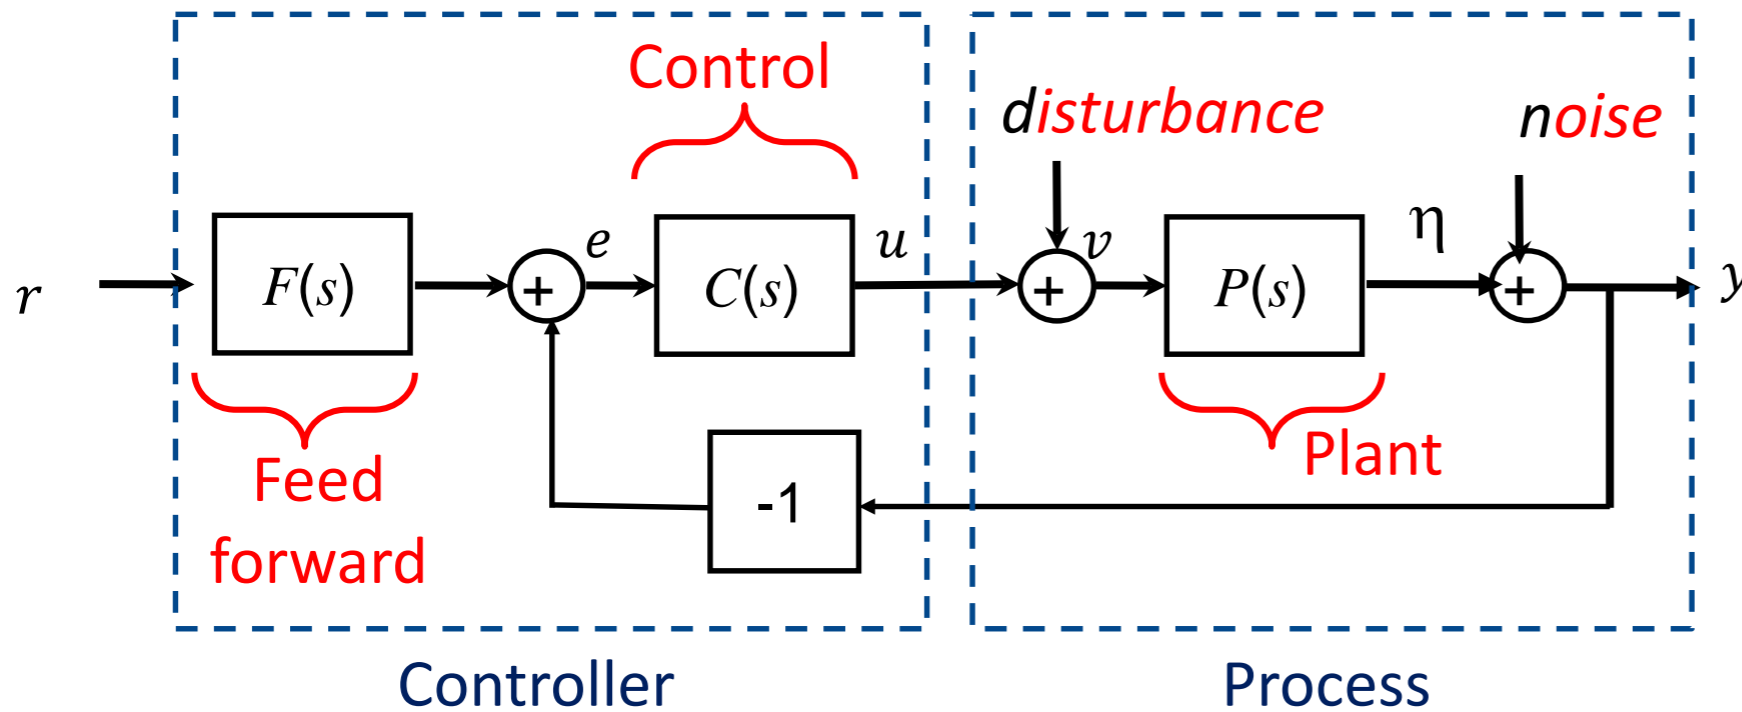 Control
disturbance
noise
r
F(s)
+
e
C(s)
u
+
v
P(s)
η
+
y
Feed
forward
-1
Plant
Controller
Process